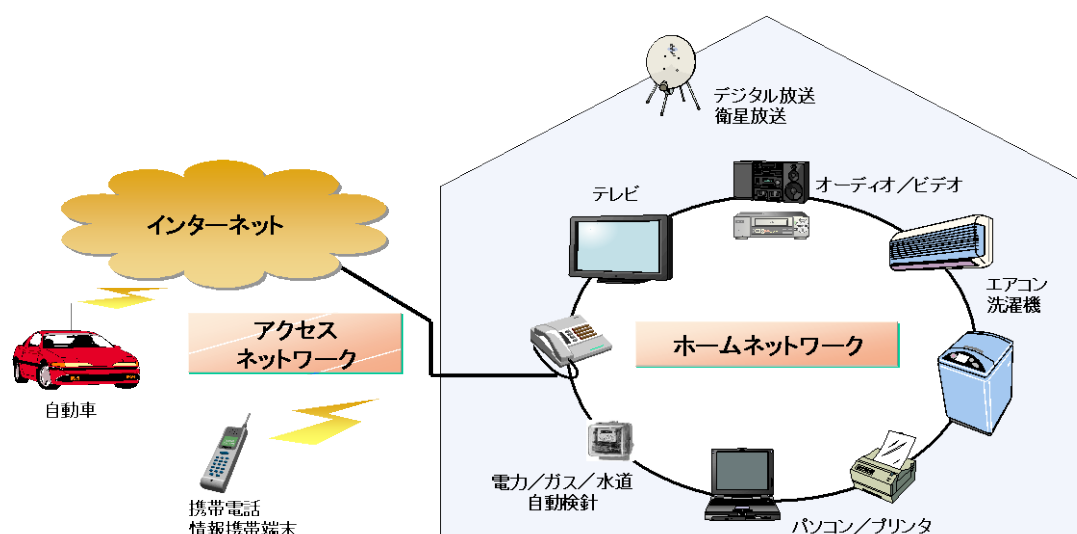 デジタル放送
衛星放送
テレビ
オーディオ／ビデオ
インターネット
エアコン
洗濯機
アクセス
ネットワーク
ホームネットワーク
自動車
電力／ガス／水道
自動検針
携帯電話
情報携帯端末
パソコン／プリンタ